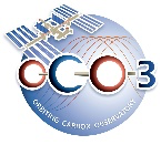 OCO-3
ORBITING CARBON OBSERVATORY